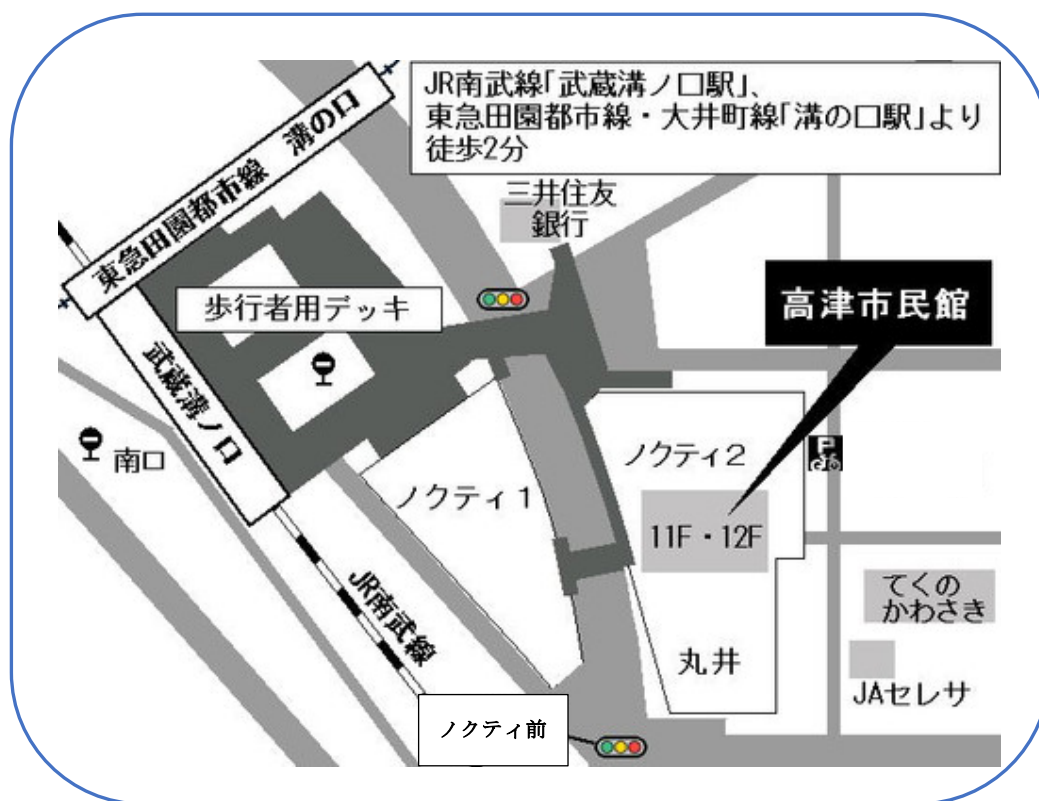 JR南武線「武蔵溝ノ口駅」、
東急田園都市線・大井町線「溝の口駅」より
徒歩2分
東急田園都市線 溝の口
三井住友
銀行
歩行者用デッキ
高津市民館
武蔵溝ノ口
南口
ノクティ1
ノクティ2
P
11F・12F
JR南武線
てくの
かわさき
丸井
JAセレサ
ノクティ前